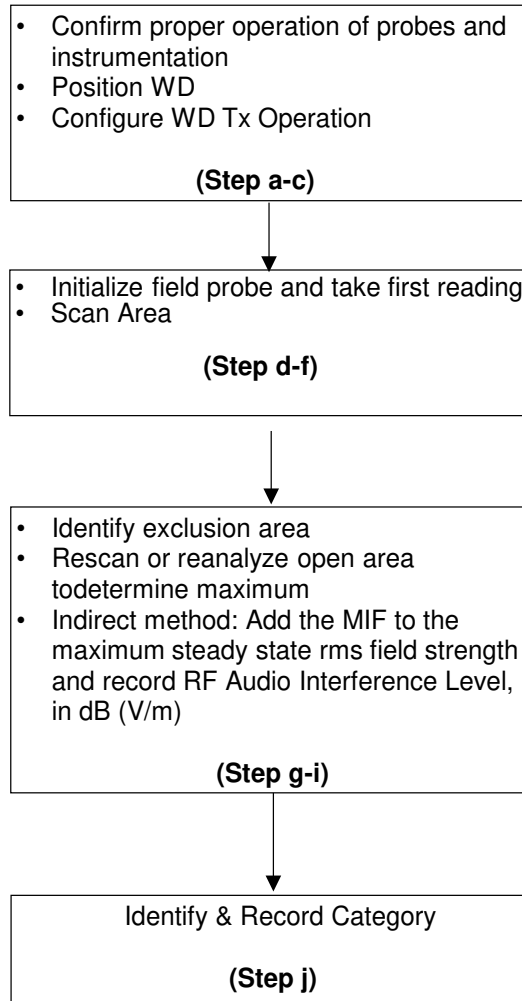 • Confirm proper operation of probes and
instrumentation
• Position WD
• Configure WD Tx Operation
(Step a-c)
• Initialize field probe and take first reading
• Scan Area
(Step d-f)
• Identify exclusion area
• Rescan or reanalyze open area
todetermine maximum
• Indirect method: Add the MIF to the
maximum steady state rms field strength
and record RF Audio Interference Level,
in dB (V/m)
(Step g-i)
Identify & Record Category
(Step j)